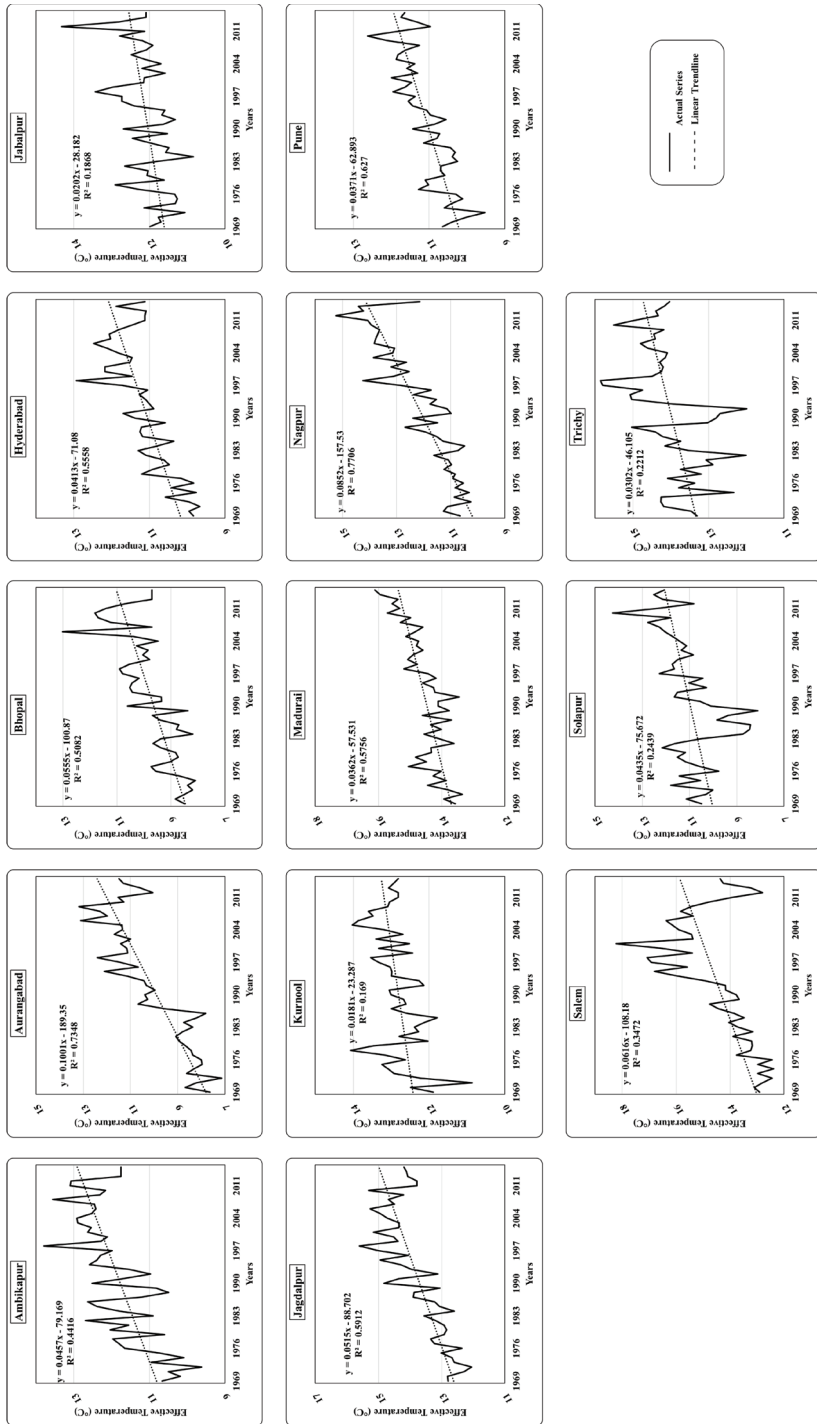 Ambikapur
y = 0.0457x - 79.169
R² = 0.4416
Effective Temperature (°C)
13
11
9
1969 1976 1983 1990 1997 2004 2011
Years
Aurangabad
y = 0.1001x - 189.35
R² = 0.7348
Effective Temperature (°C)
15
13
11
9
7
1969 1976 1983 1990 1997 2004 2011
Years
Bhopal
y = 0.0555x - 100.87
R² = 0.5082
Effective Temperature (°C)
13
11
9
7
1969 1976 1983 1990 1997 2004 2011
Years
Hyderabad
y = 0.0413x - 71.08
R² = 0.5558
Effective Temperature (°C)
13
11
9
1969 1976 1983 1990 1997 2004 2011
Years
Jabalpur
y = 0.0202x - 28.182
R² = 0.1868
Effective Temperature (°C)
14
12
10
1969 1976 1983 1990 1997 2004 2011
Years
Jagdalpur
y = 0.0515x - 88.702
R² = 0.5912
Effective Temperature (°C)
17
15
13
11
1969 1976 1983 1990 1997 2004 2011
Years
Kurnool
y = 0.0181x - 23.287
R² = 0.169
Effective Temperature (°C)
14
12
10
1969 1976 1983 1990 1997 2004 2011
Years
Madurai
y = 0.0362x - 57.531
R² = 0.5756
Effective Temperature (°C)
18
16
14
12
1969 1976 1983 1990 1997 2004 2011
Years
Nagpur
y = 0.0852x - 157.53
R² = 0.7706
Effective Temperature (°C)
15
13
11
9
1969 1976 1983 1990 1997 2004 2011
Years
Pune
y = 0.0371x - 62.893
R² = 0.627
Effective Temperature (°C)
13
11
9
1969 1976 1983 1990 1997 2004 2011
Years
Salem
y = 0.0616x - 108.18
R² = 0.3472
Effective Temperature (°C)
18
16
14
12
1969 1976 1983 1990 1997 2004 2011
Years
Solapur
y = 0.0435x - 75.672
R² = 0.2439
Effective Temperature (°C)
15
13
11
9
7
1969 1976 1983 1990 1997 2004 2011
Years
Trichy
y = 0.0302x - 46.105
R² = 0.2212
Effective Temperature (°C)
15
13
11
1969 1976 1983 1990 1997 2004 2011
Years
Actual Series
Linear Trendline